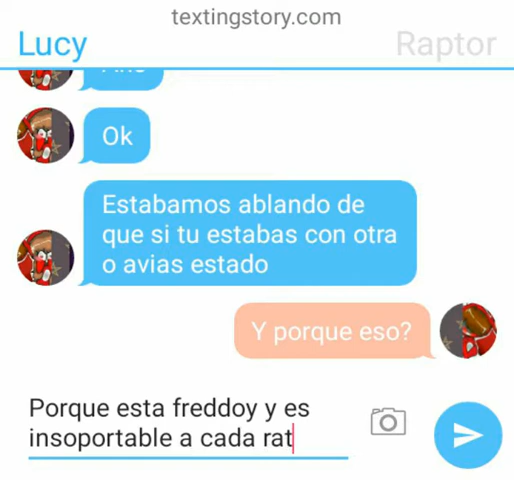 textingstory.com
Lucy
Raptor
Ok
Estabamos ablando de
que si tu estabas con otra
o avias estado
Y porque eso?
Porque esta freddoy y es
insoportable a cada rat